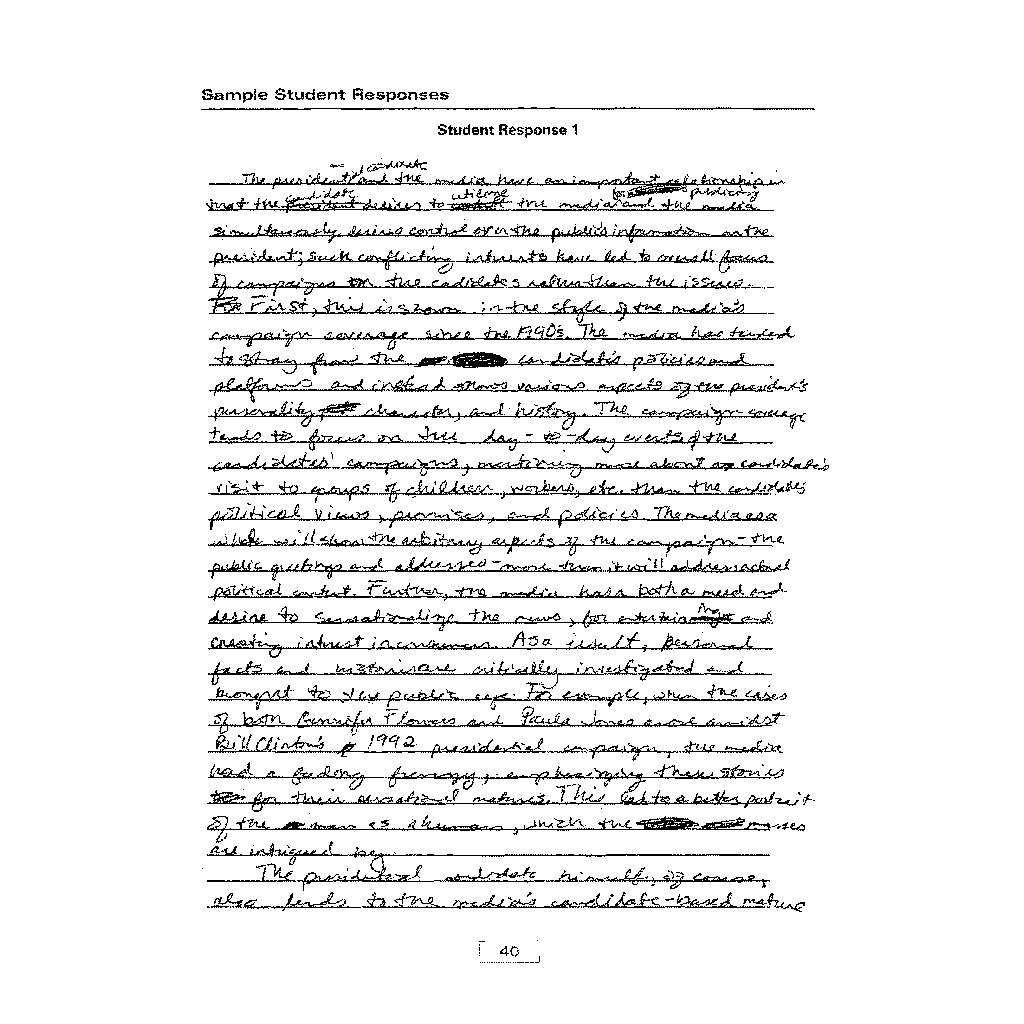 Sample Student Responses
Student Response 1
candidate
The presidential and the media have an important relationship in
candidate utilize publicizing
that the president desires to the media and the media
simultaneously desires control over the public's information on the
president; such conflicting interests have led to overall focus
of campaigns on the candidates rather than the issues.
First, this is shown in the style of the media's
campaign coverage since the 1990's. The media has tended
to stray from the candidate's policies and
platforms and instead shows various aspects of the president's
personality, character, and history. The campaign coverage
tends to focus on the day-to-day events of the
candidates' campaigns, mentioning more about a candidate's
visit to groups of children, workers, etc. than the candidate's
political views, promises, and policies. The media as a
whole will show the arbitrary aspects of the campaign - the
public greetings and addresses - more than it will address actual
political content. Further, the media has both a need and
desire to sensationalize the news, for entertaining and
creating interest in consumers. As a result, personal
facts and histories are critically investigated and
brought to the public eye. For example, when the cases
of both Gennifer Flowers and Paula Jones arose amidst
Bill Clinton's 1992 presidential campaign, the media
had a feeding frenzy, emphasizing these stories
for their sensational natures. This led to a better portrait
of the man as a human, which the masses
are intrigued by.
The presidential candidate himself, of course,
also lends to the media's candidate-based nature
40